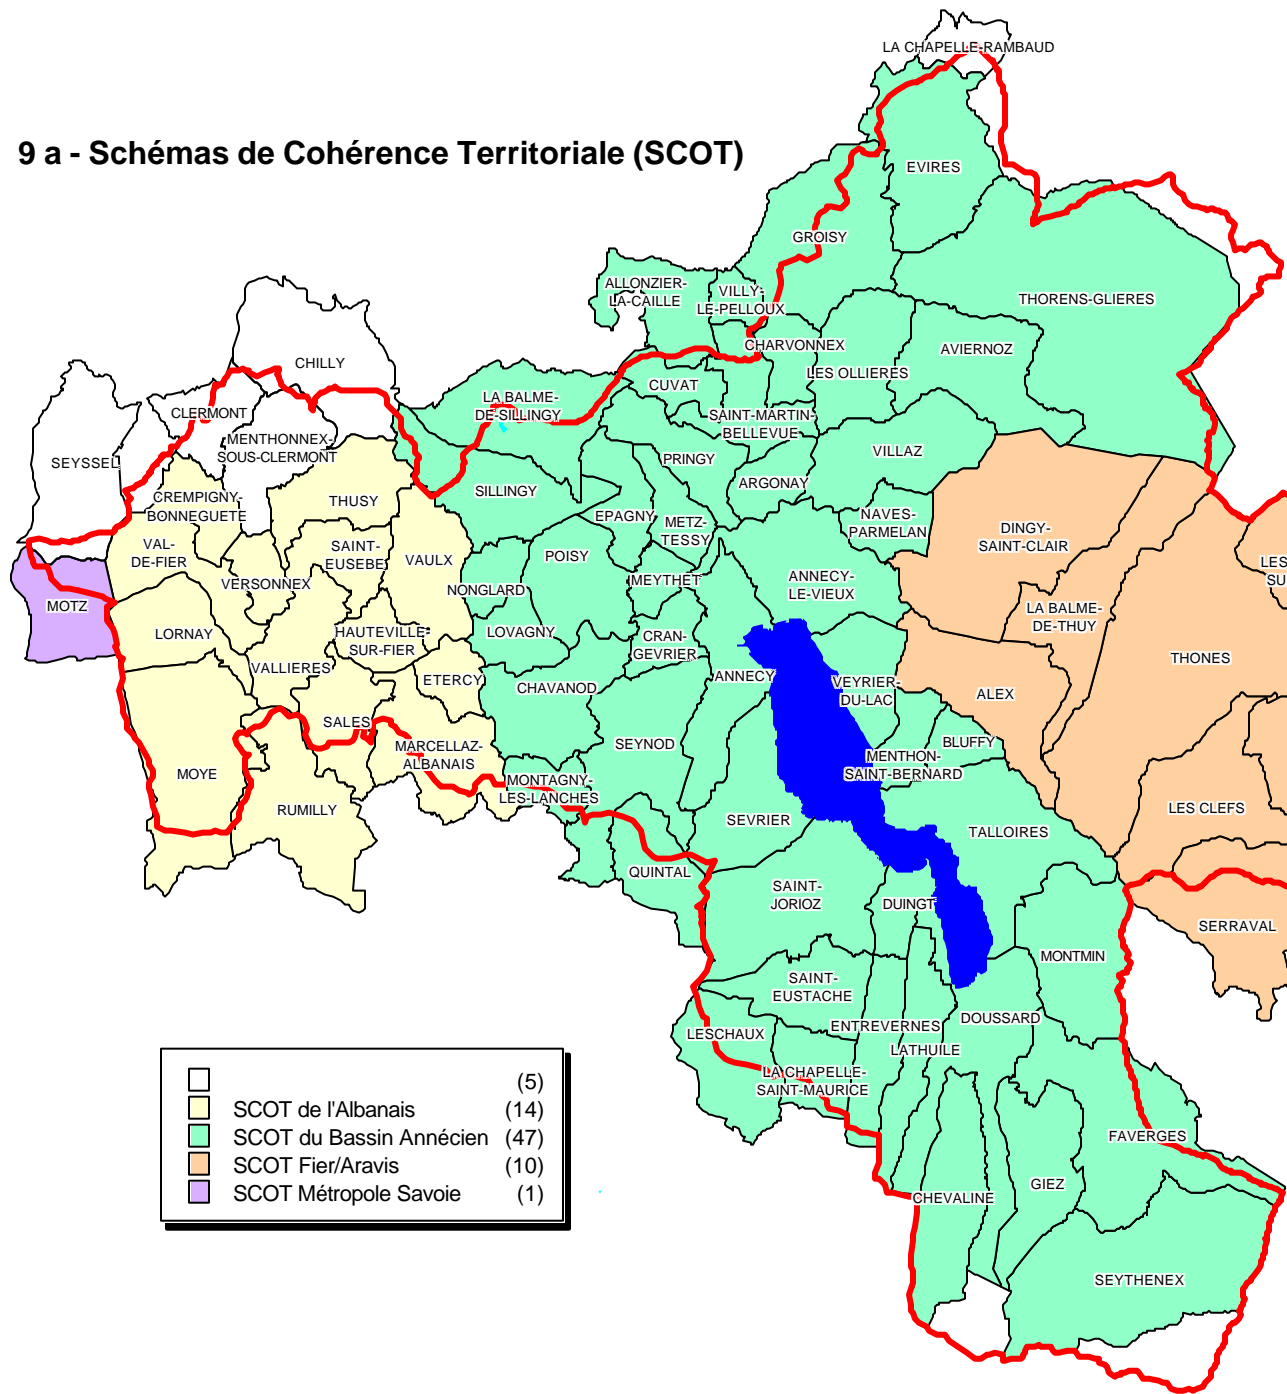 LA CHAPELLE-RAMBAUD
9 a - Schémas de Cohérence Territoriale (SCOT)
EVIRES
GROISY
ALLONZIER-
LA-CAILLE
VILLY-
LE-PELLOUX
THORENS-GLIERES
CHARVONNEX
AVIERNOZ
CHILLY
LES OLLIERES
CUVAT
LA BALME-
DE-SILLINGY
CLERMONT
SAINT-MARTIN-
BELLEVUE
MENTHONNEX-
SOUS-CLERMONT
SEYSSEL
PRINGY
VILLAZ
ARGONAY
SILLINGY
CREMPIGNY-
BONNEGUETE
THUSY
EPAGNY
METZ-
TESSY
NAVES-
PARMELAN
DINGY-
SAINT-CLAIR
VAL-
DE-FIER
SAINT-
EUSEBE
VAULX
POISY
LES
SU
VERSONNEX
NONGLARD
MEYTHET
ANNECY-
LE-VIEUX
MOTZ
LA BALME-
DE-THUY
LORNAY
HAUTEVILLE-
SUR-FIER
LOVAGNY
CRAN-
GEVRIER
THONES
VALLIERES
ETERCY
CHAVANOD
ANNECY
VEYRIER-
DU-LAC
ALEX
SALES
SEYNOD
BLUFFY
MARCELLAZ-
ALBANAIS
MENTHON-
SAINT-BERNARD
MOYE
RUMILLY
MONTAGNY-
LES-LANCHES
LES CLEFS
SEVRIER
TALLOIRES
QUINTAL
SAINT-
JORIOZ
DUINGT
SERRAVAL
MONTMIN
SAINT-
EUSTACHE
LESCHAUX
ENTREVERNES
DOUSSARD
LATHUILE
LA CHAPELLE-
SAINT-MAURICE
(5)
SCOT de l'Albanais (14)
SCOT du Bassin Annécien (47)
SCOT Fier/Aravis (10)
SCOT Métropole Savoie (1)
FAVERGES
GIEZ
CHEVALINE
SEYTHENEX